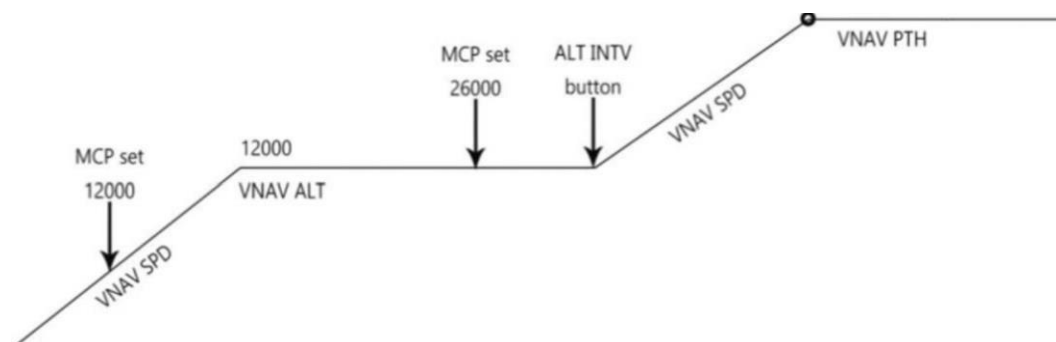 MCP set
12000
VNAV SPD
12000
VNAV ALT
MCP set
26000
ALT INTV
button
VNAV SPD
VNAV PTH